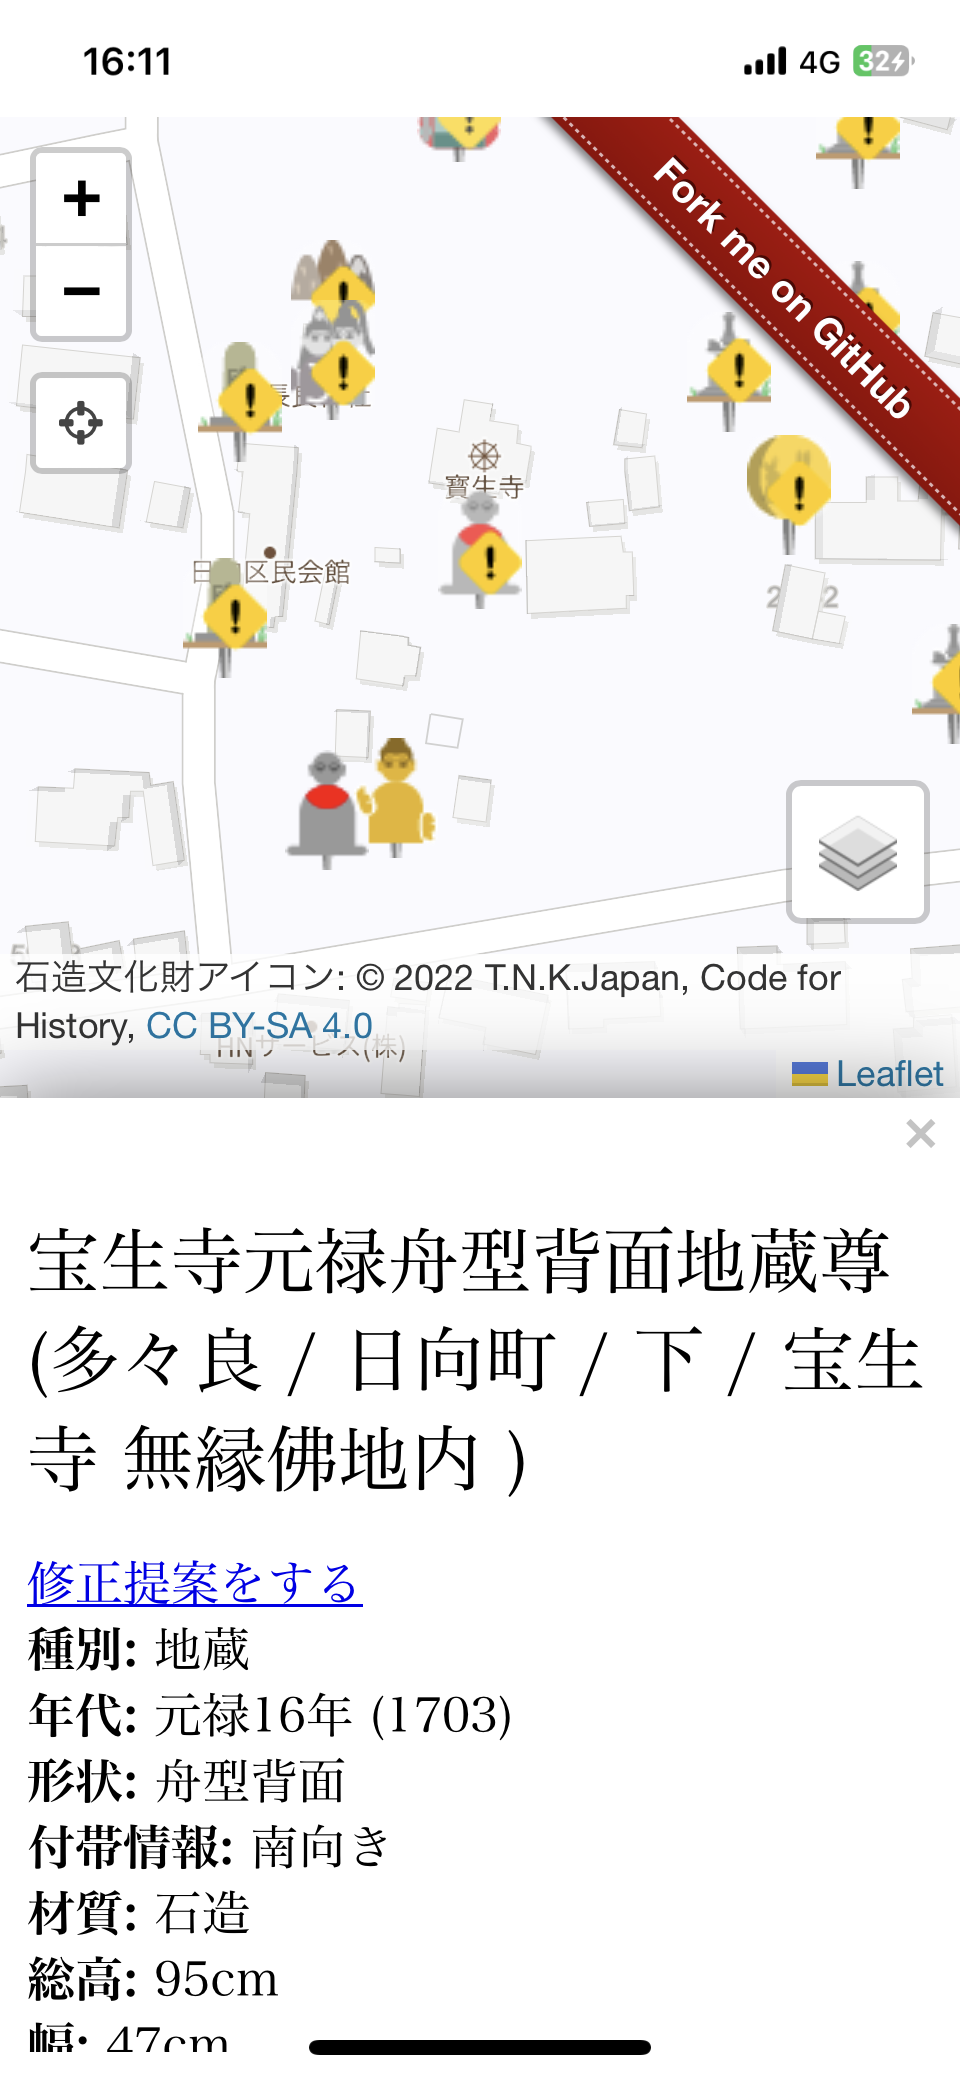 16:11
4G 32
Fork me on GitHub
+
−
寳生寺
区民会館
石造文化財アイコン: © 2022 T.N.K.Japan, Code for
History, CC BY-SA 4.0
HNサービス(株)
Leaflet
×
宝生寺元禄舟型背面地蔵尊
(多々良 / 日向町 / 下 / 宝生
寺 無縁佛地内 )
修正提案をする
種別: 地蔵
年代: 元禄16年 (1703)
形状: 舟型背面
付帯情報: 南向き
材質: 石造
総高: 95cm
幅: 47cm